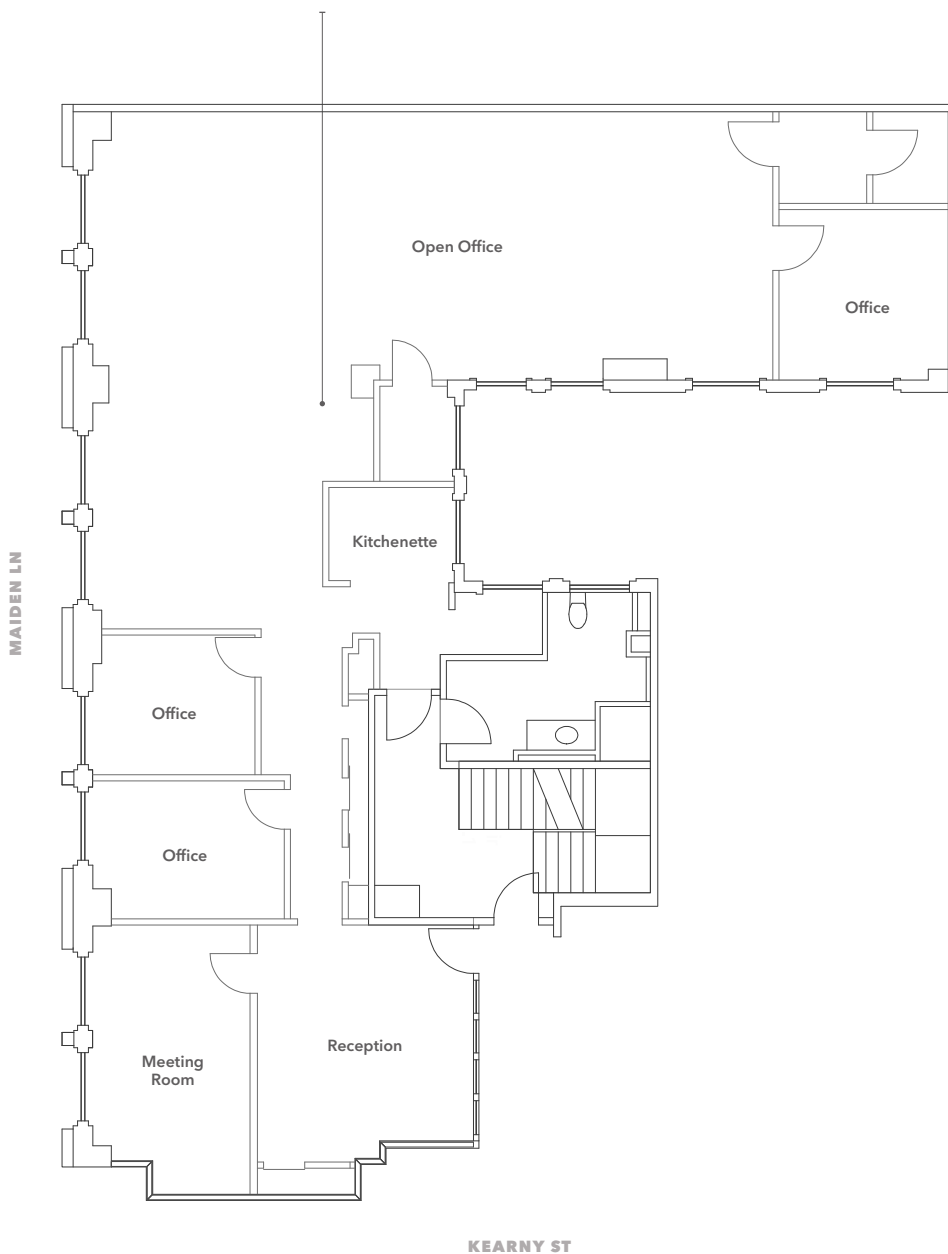 Open Office
Office
Kitchenette
MAIDEN LN
Office
Office
Reception
Meeting
Room
KEARNY ST